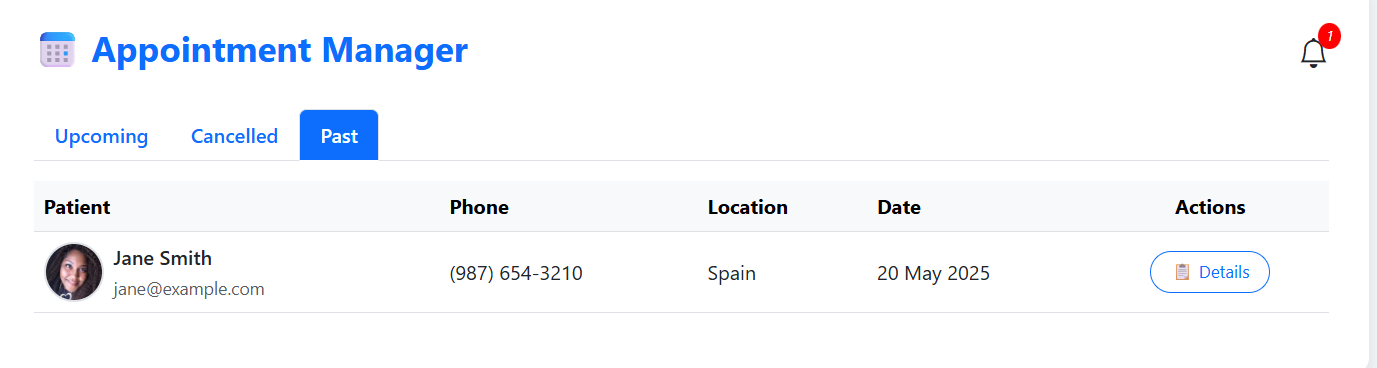 Appointment Manager
1
Upcoming Cancelled Past
Patient Phone Location Date Actions
Jane Smith
jane@example.com
(987) 654-3210 Spain 20 May 2025 Details